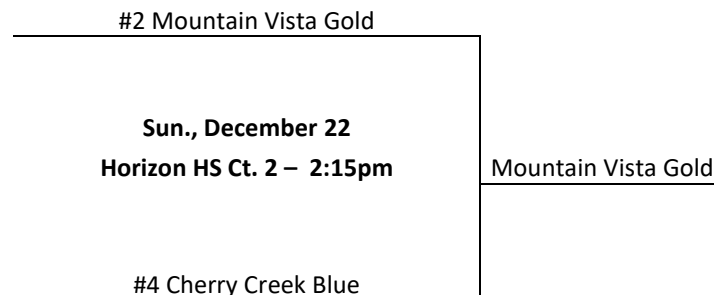 #2 Mountain Vista Gold
Sun., December 22
Horizon HS Ct. 2 – 2:15pm
Mountain Vista Gold
#4 Cherry Creek Blue